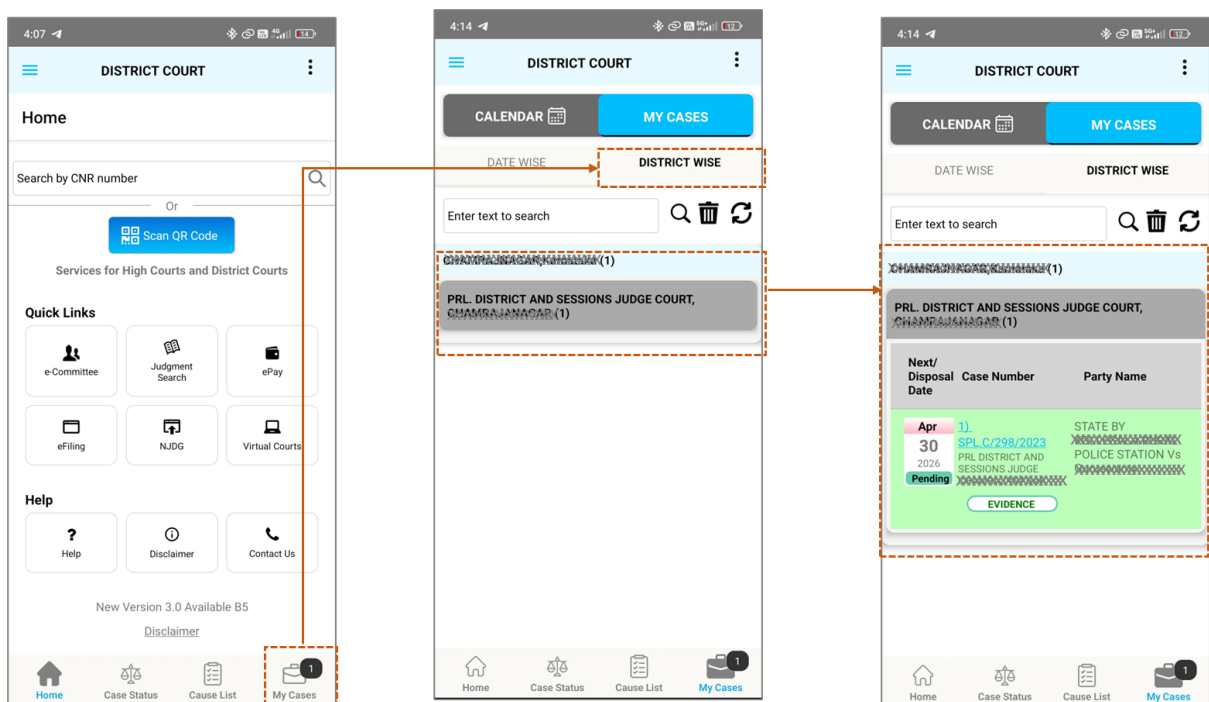 4:07
4G
14
DISTRICT COURT
Home
Search by CNR number
Or
Scan QR Code
Services for High Courts and District Courts
Quick Links
e-Committee
Judgment
Search
ePay
eFiling
NJDG
Virtual Courts
Help
Help
Disclaimer
Contact Us
New Version 3.0 Available B5
Disclaimer
Home
Case Status
Cause List
1
My Cases
4:14
5G+
12
DISTRICT COURT
CALENDAR
MY CASES
DATE WISE
DISTRICT WISE
Enter text to search
(1)
PRL. DISTRICT AND SESSIONS JUDGE COURT,
(1)
Home
Case Status
Cause List
1
My Cases
4:14
5G+
12
DISTRICT COURT
CALENDAR
MY CASES
DATE WISE
DISTRICT WISE
Enter text to search
(1)
PRL. DISTRICT AND SESSIONS JUDGE COURT,
(1)
Next/
Disposal
Date
Case Number
Party Name
Apr
30
2026
Pending
1)
SPL.C/298/2023
PRL DISTRICT AND
SESSIONS JUDGE
STATE BY
POLICE STATION Vs
EVIDENCE
Home
Case Status
Cause List
1
My Cases